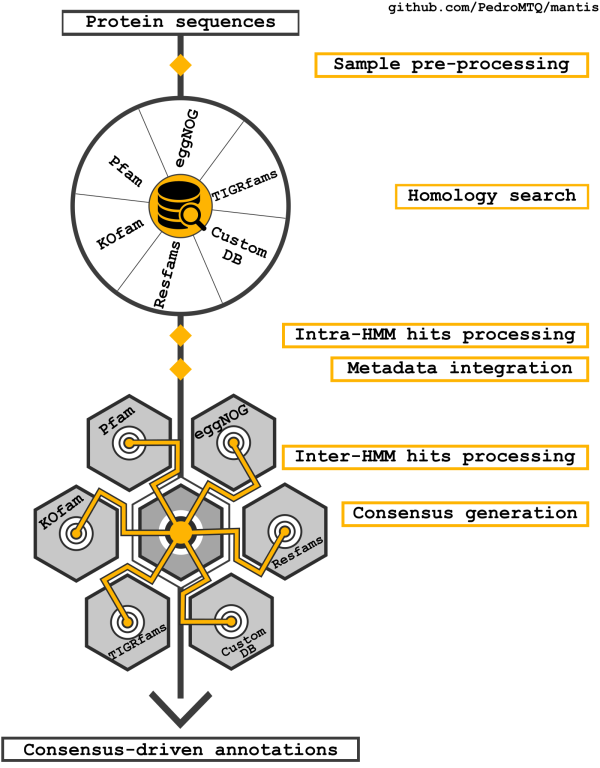 github.com/PedroMTQ/mantis
Protein sequences
Sample pre-processing
eggNOG
Pfam
TIGRfams
Homology search
KOfam
Custom
DB
Resfams
Intra-HMM hits processing
Metadata integration
Pfam
eggNOG
Inter-HMM hits processing
KOfam
Consensus generation
Resfams
TIGRfams
Custom
DB
Consensus-driven annotations